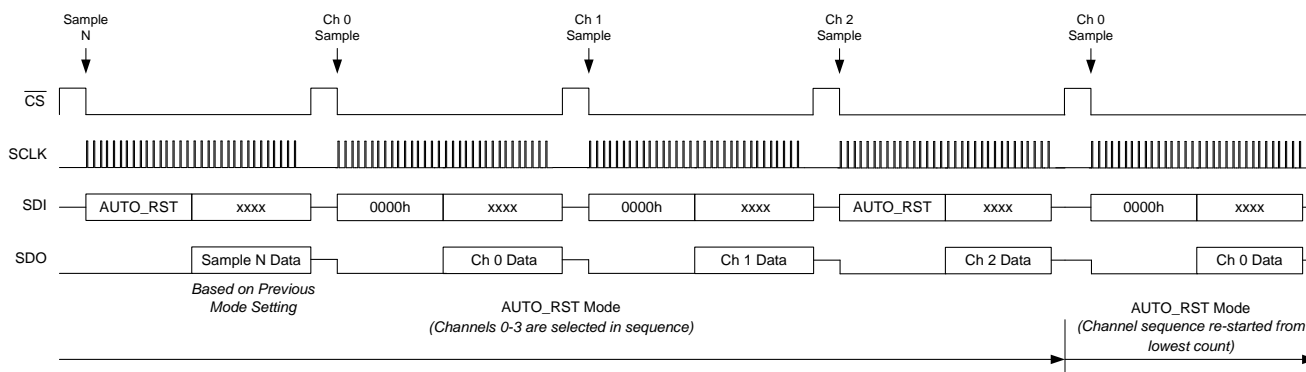 Sample
N
Ch 0
Sample
Ch 1
Sample
Ch 2
Sample
Ch 0
Sample
CS
SCLK
SDI
AUTO_RST
xxxx
0000h
xxxx
0000h
xxxx
AUTO_RST
xxxx
0000h
xxxx
SDO
Sample N Data
Ch 0 Data
Ch 1 Data
Ch 2 Data
Ch 0 Data
Based on Previous
Mode Setting
AUTO_RST Mode
(Channels 0-3 are selected in sequence)
AUTO_RST Mode
(Channel sequence re-started from
lowest count)